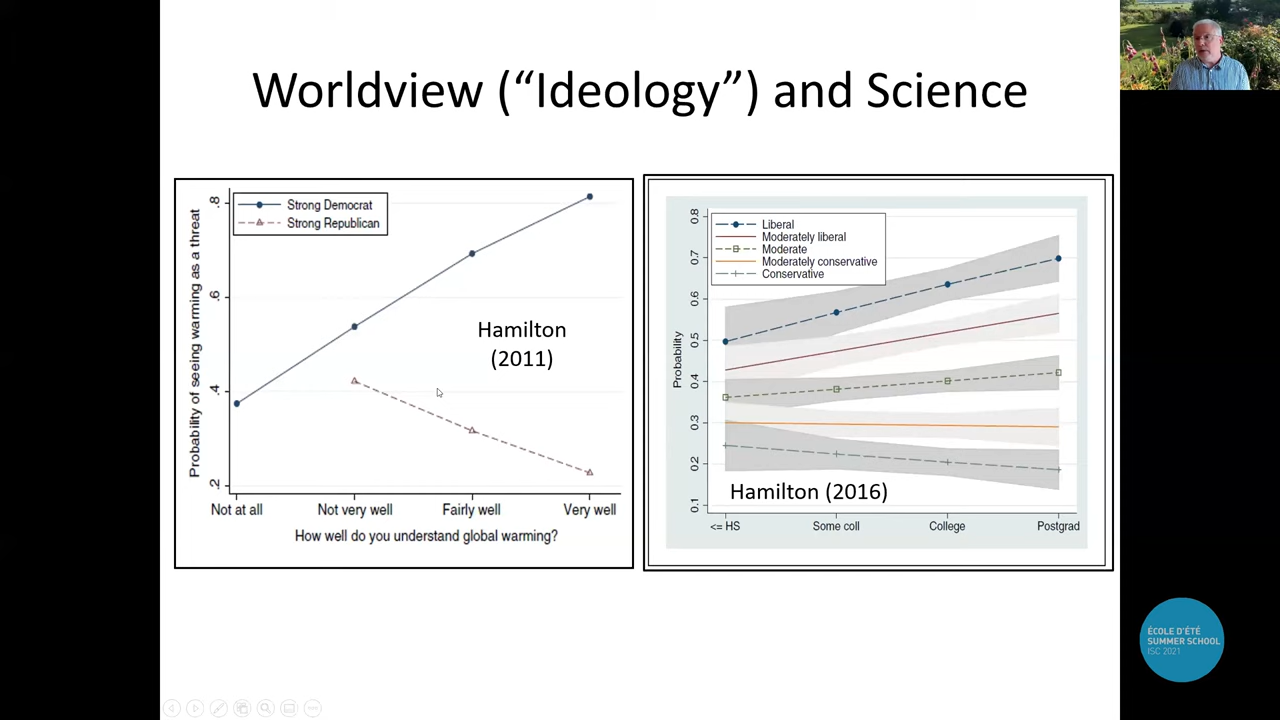 Worldview (“Ideology”) and Science
Strong Democrat
Strong Republican
Probability of seeing warming as a threat
.8
.6
.4
.2
Hamilton
(2011)
Not at all
Not very well
Fairly well
Very well
How well do you understand global warming?
Liberal
Moderately liberal
Moderate
Moderately conservative
Conservative
Probability
0.8
0.7
0.6
0.5
0.4
0.3
0.2
0.1
Hamilton (2016)
<= HS
Some coll
College
Postgrad
ÉCOLE D'ÉTÉ
SUMMER SCHOOL
ISC 2021